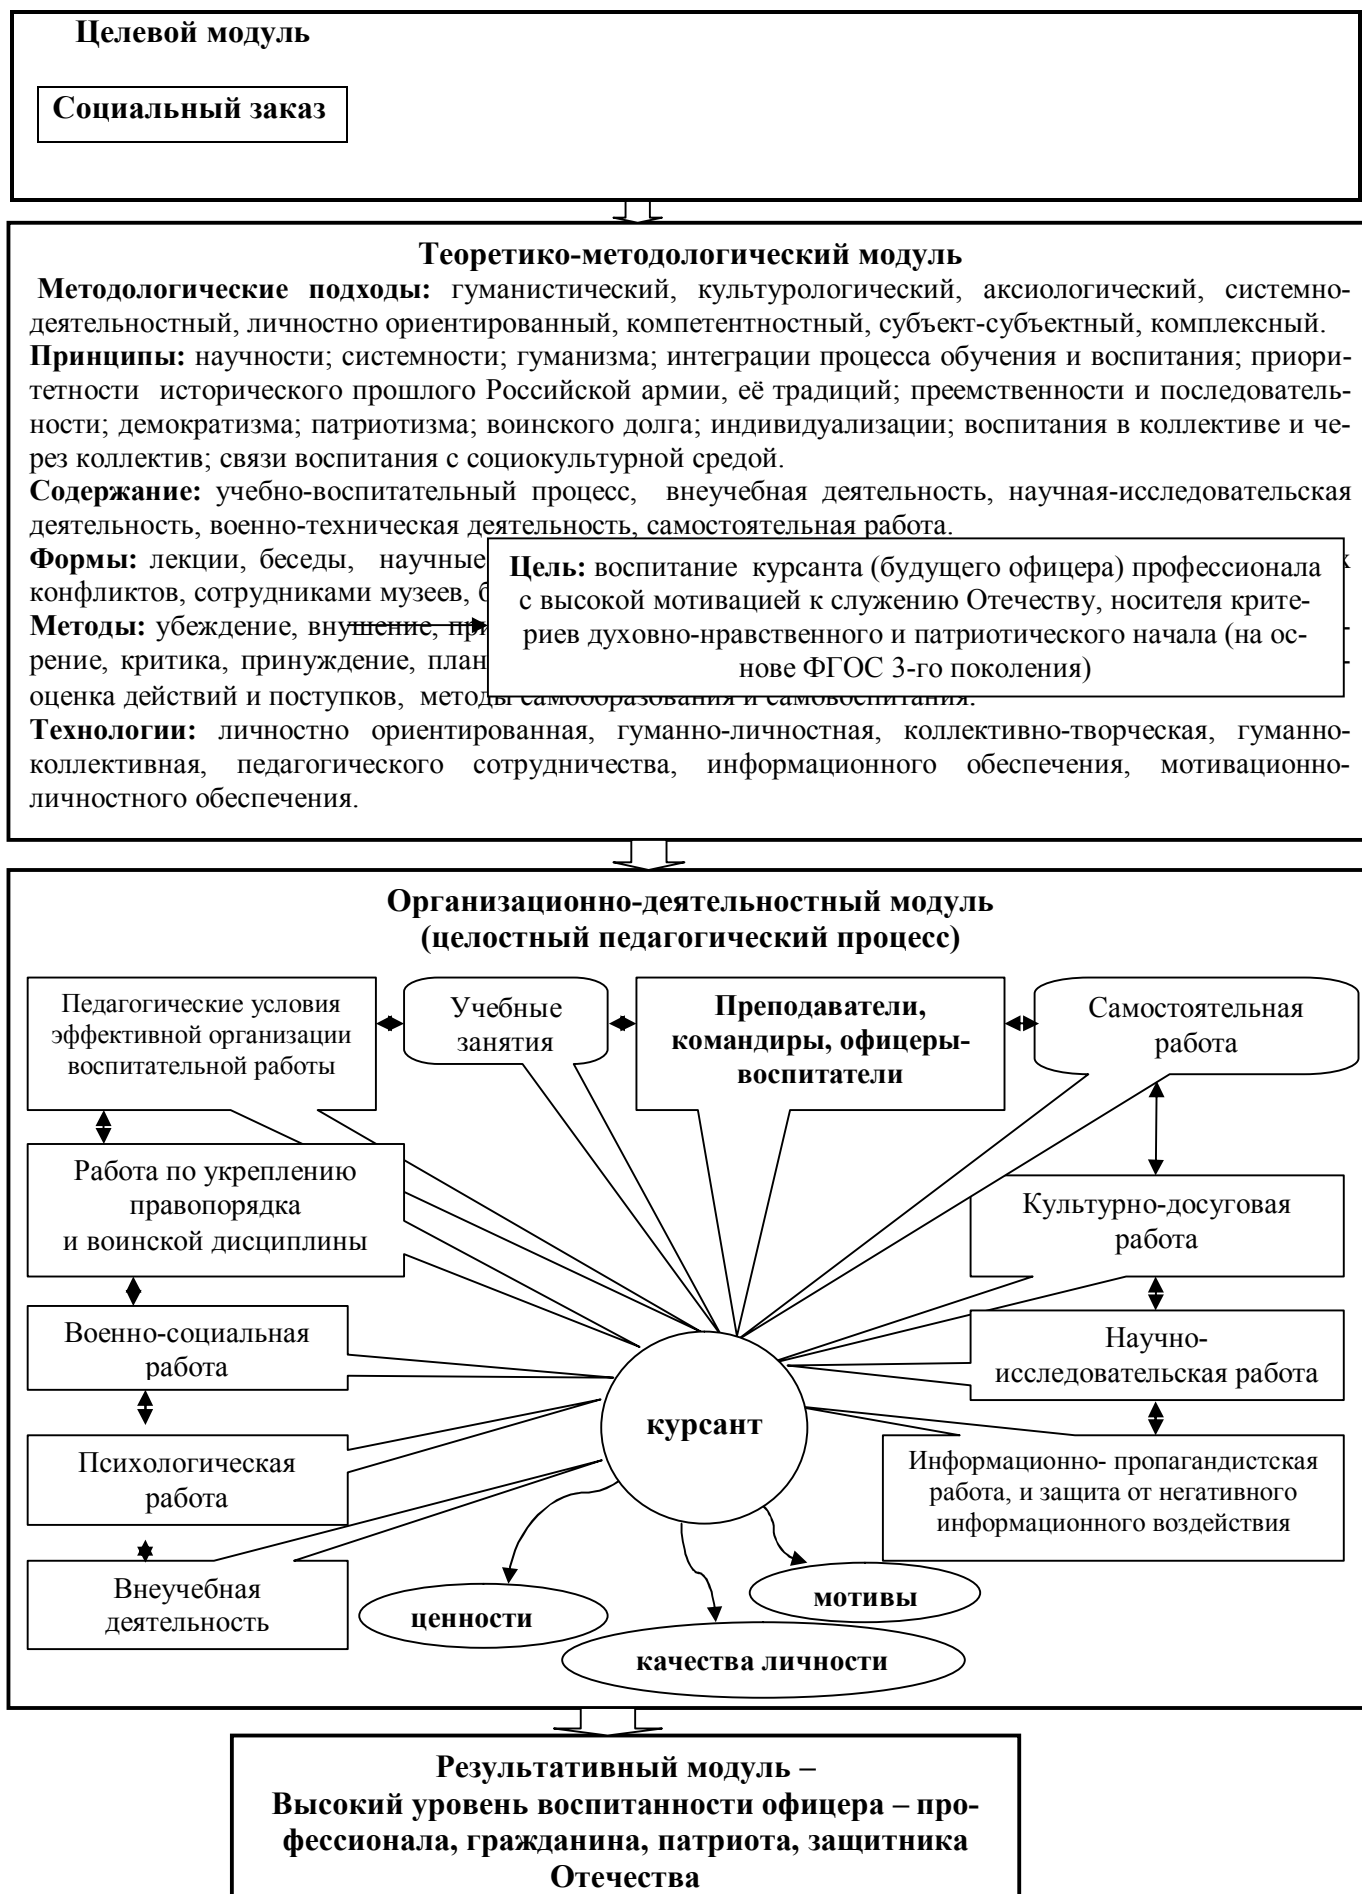 Целевой модуль
Социальный заказ
Теоретико-методологический модуль
Методологические подходы: гуманистический, культурологический, аксиологический, системно-
деятельностный, личностно ориентированный, компетентностный, субъект-субъектный, комплексный.
Принципы: научности; системности; гуманизма; интеграции процесса обучения и воспитания; приори-
тетности исторического прошлого Российской армии, её традиций; преемственности и последователь-
ности; демократизма; патриотизма; воинского долга; индивидуализации; воспитания в коллективе и че-
рез коллектив; связи воспитания с социокультурной средой.
Содержание: учебно-воспитательный процесс, внеучебная деятельность, научная-исследовательская
деятельность, военно-техническая деятельность, самостоятельная работа.
Формы: лекции, беседы, научные
конфликтов, сотрудниками музеев,
Методы: убеждение, внушение,
рение, критика, принуждение,
оценка действий и поступков, методы самообразования и самовоспитания.
Цель: воспитание курсанта (будущего офицера) профессионала
с высокой мотивацией к служению Отечеству, носителя крите-
риев духовно-нравственного и патриотического начала (на ос-
нове ФГОС 3-го поколения)
Технологии: личностно ориентированная, гуманно-личностная, коллективно-творческая, гуманно-
коллективная, педагогического сотрудничества, информационного обеспечения, мотивационно-
личностного обеспечения.
Организационно-деятельностный модуль
(целостный педагогический процесс)
Педагогические условия
эффективной организации
воспитательной работы
Учебные
занятия
Преподаватели,
командиры, офицеры-
воспитатели
Самостоятельная
работа
Работа по укреплению
правопорядка
и воинской дисциплины
Культурно-досуговая
работа
Военно-социальная
работа
Научно-
исследовательская работа
курсант
Психологическая
работа
Информационно- пропагандистская
работа, и защита от негативного
информационного воздействия
Внеучебная
деятельность
ценности
мотивы
качества личности
Результативный модуль –
Высокий уровень воспитанности офицера – про-
фессионала, гражданина, патриота, защитника
Отечества